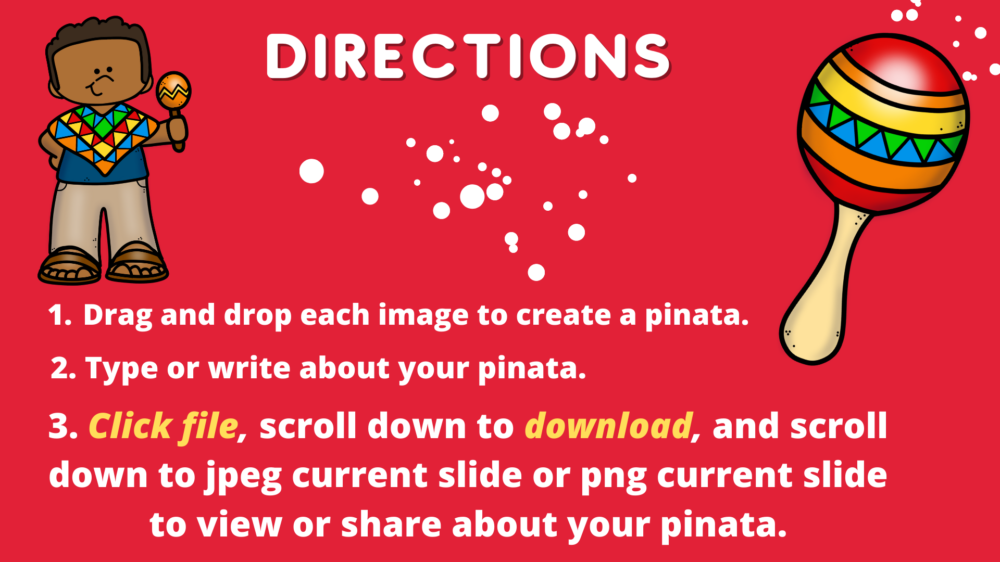 DIRECTIONS
1. Drag and drop each image to create a pinata.
2. Type or write about your pinata.
3. Click file, scroll down to download, and scroll
down to jpeg current slide or png current slide
to view or share about your pinata.